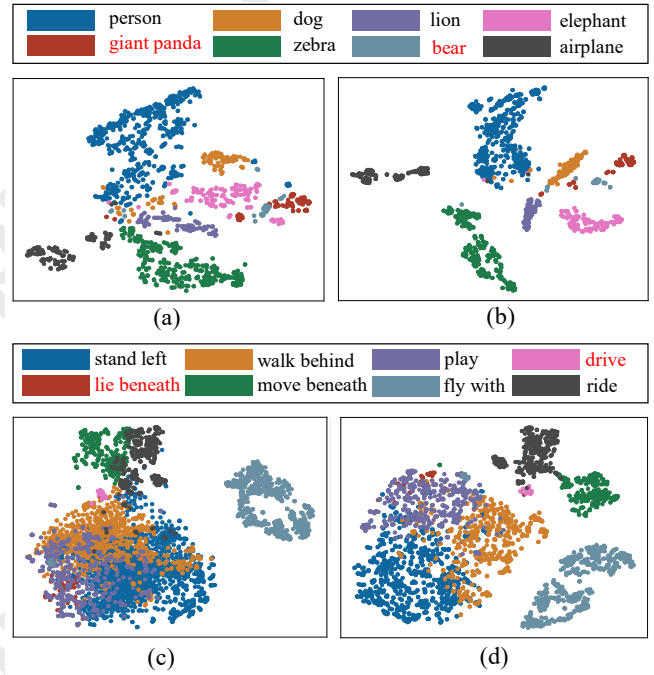 person dog lion elephant
giant panda zebra bear airplane
(a) (b)
stand left walk behind play drive
lie beneath move beneath fly with ride
(c) (d)